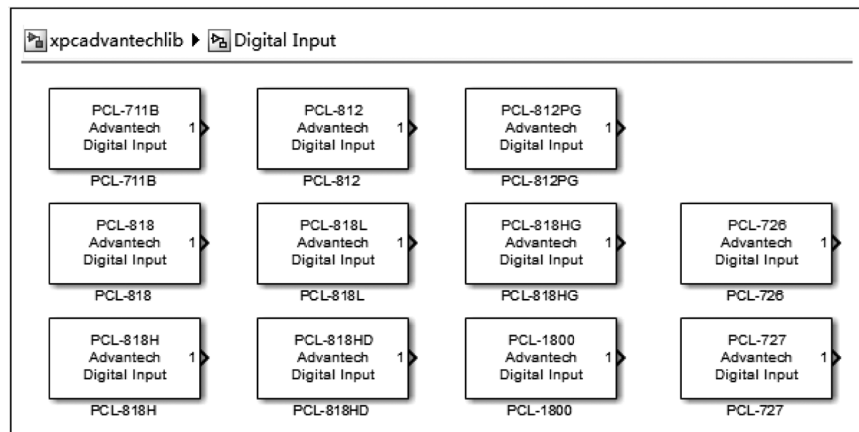 xpcadvantechlib ▶ Digital Input
PCL-711B
Advantech 1
Digital Input
PCL-711B
PCL-812
Advantech 1
Digital Input
PCL-812
PCL-812PG
Advantech 1
Digital Input
PCL-812PG
PCL-818
Advantech 1
Digital Input
PCL-818
PCL-818L
Advantech 1
Digital Input
PCL-818L
PCL-818HG
Advantech 1
Digital Input
PCL-818HG
PCL-726
Advantech 1
Digital Input
PCL-726
PCL-818H
Advantech 1
Digital Input
PCL-818H
PCL-818HD
Advantech 1
Digital Input
PCL-818HD
PCL-1800
Advantech 1
Digital Input
PCL-1800
PCL-727
Advantech 1
Digital Input
PCL-727